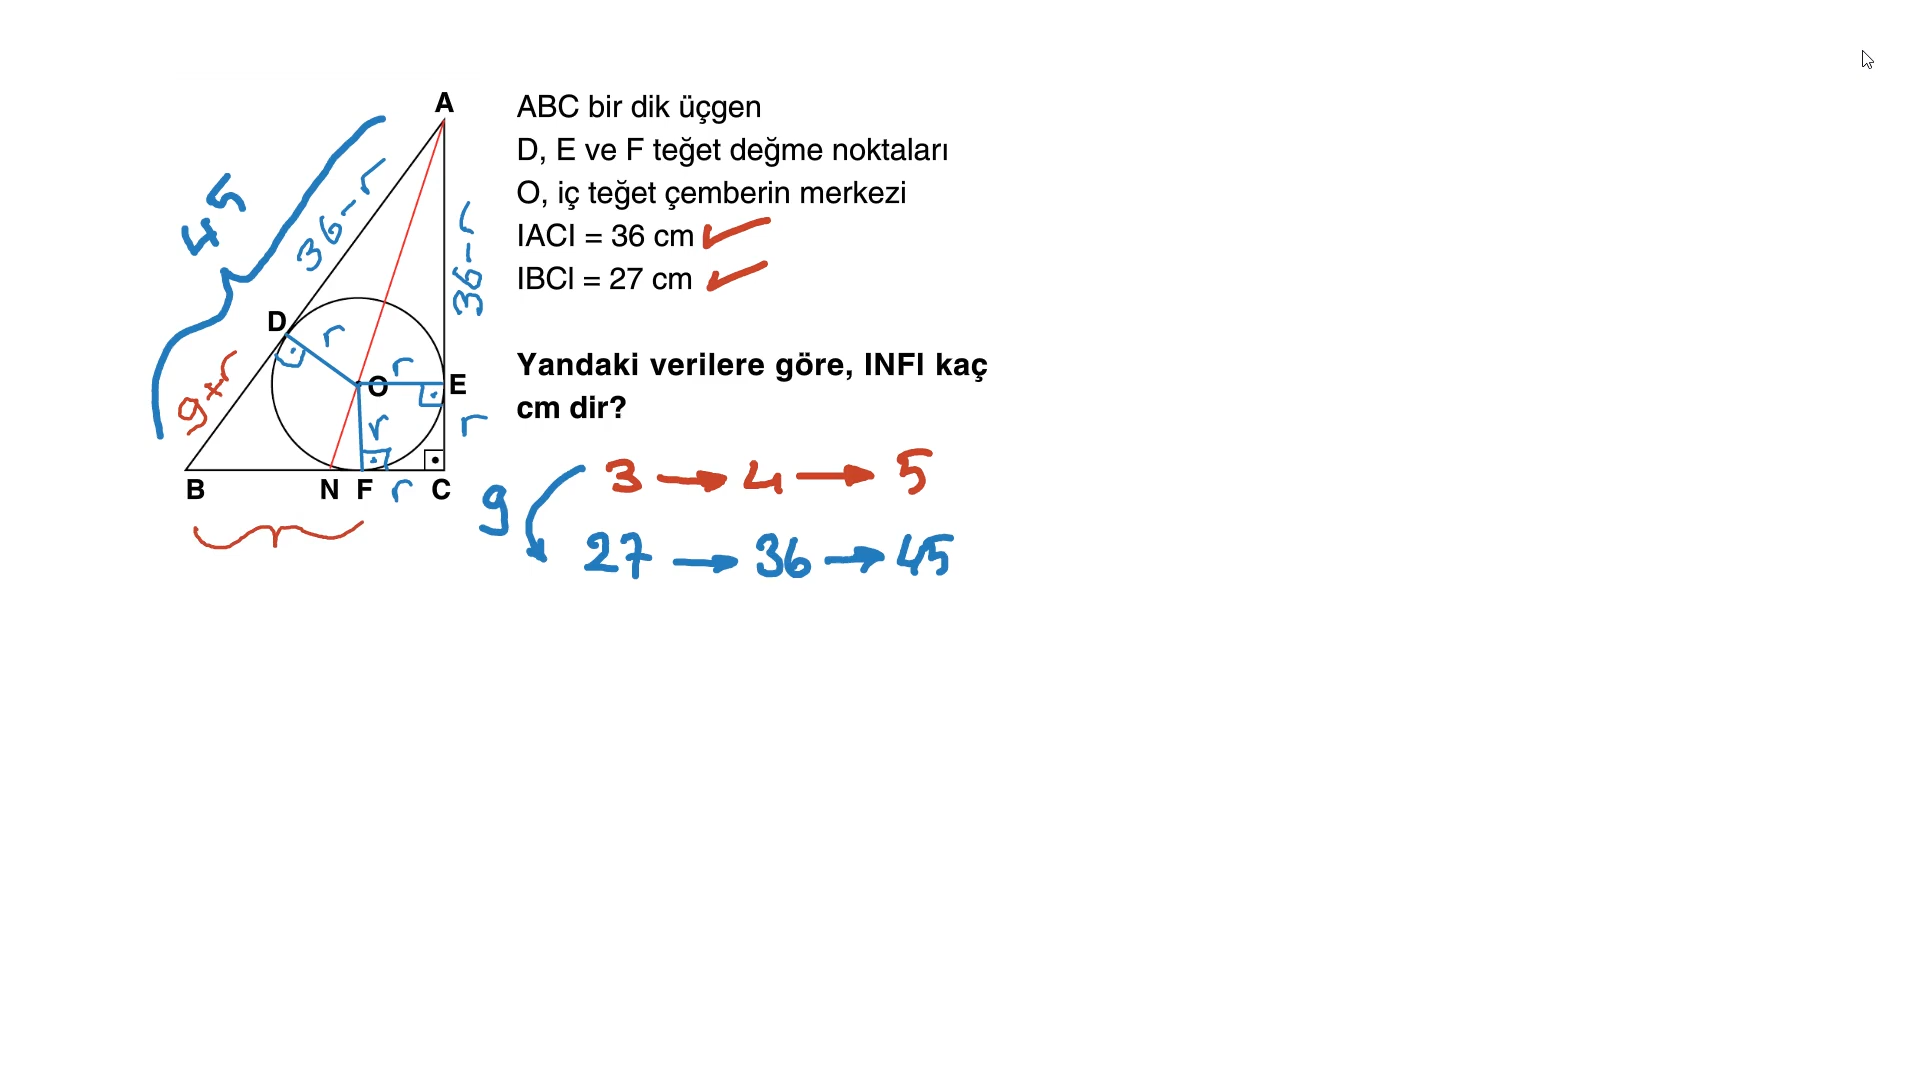 A
ABC bir dik üçgen
D, E ve F teğet değme noktaları
O, iç teğet çemberin merkezi
IACI = 36 cm
IBCI = 27 cm
45
36-r
36-r
D
r
r
O
E
9+r
r
r
Yandaki verilere göre, INFI kaç
cm dir?
B N F r C
9
3 → 4 → 5
27 → 36 → 45